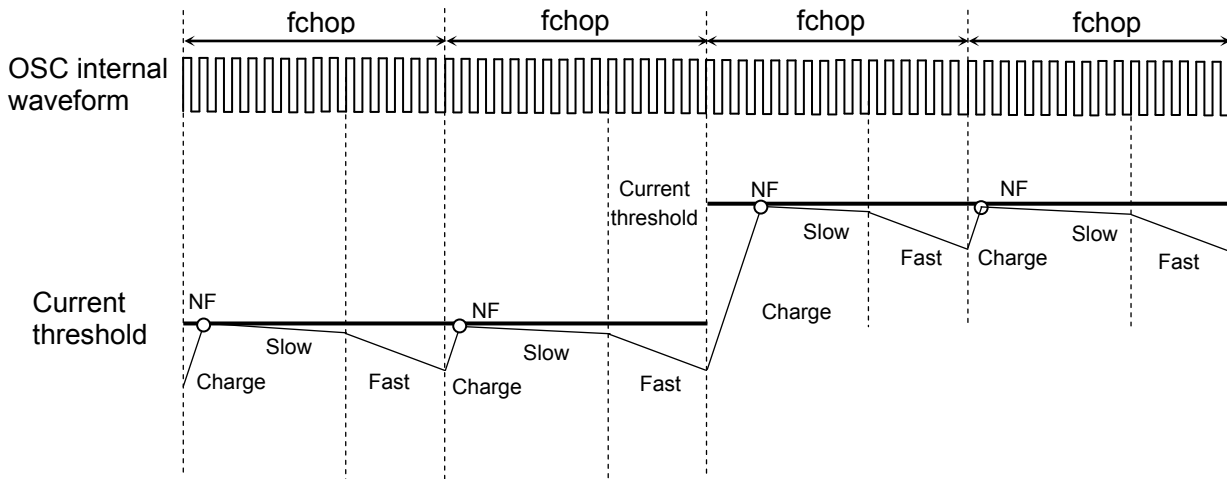 fchop fchop fchop fchop
OSC internal
waveform
Current
threshold
NF
Slow
Fast
Charge
NF
Slow
Fast
Charge
Current
threshold
NF
Slow
Fast
Charge
NF
Slow
Fast
Charge